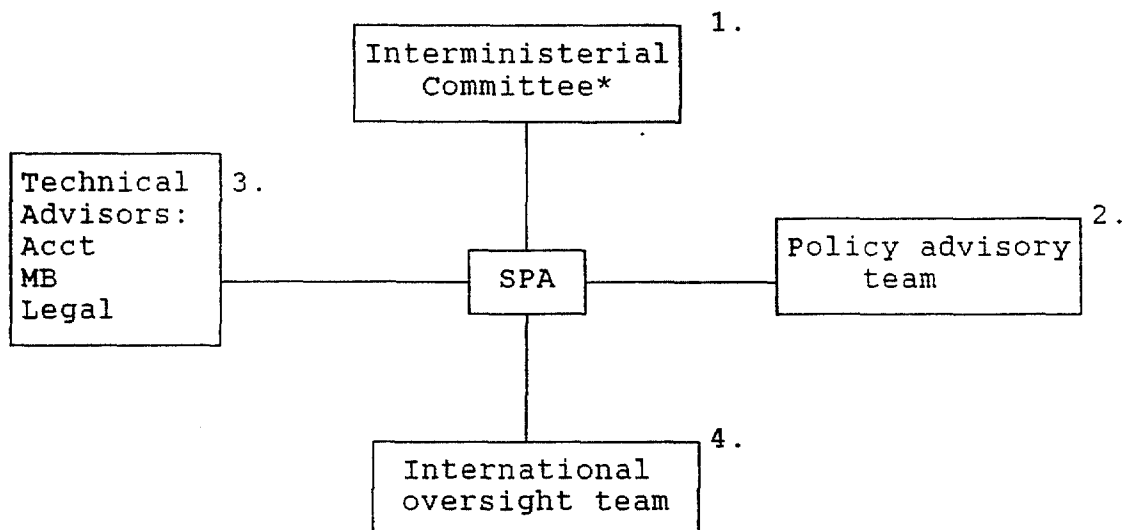 1.
Interministerial
Committee*
Technical
Advisors:
Acct
MB
Legal
3.
2.
Policy advisory
team
SPA
4.
International
oversight team